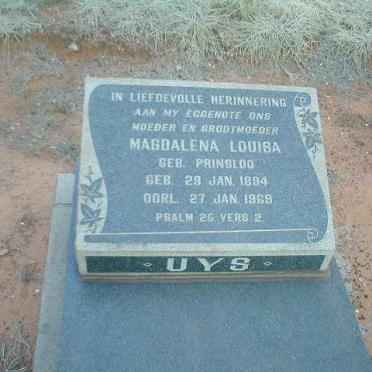 IN LIEFDEVOLLE HERINNERING
AAN MY EGGENOTE ONS
MOEDER EN GROOTMOEDER
MAGDALENA LOUISA
GEB. PRINSLOO
GEB. 29 JAN. 1894
OORL. 27 JAN. 1969
PSALM 25 VERS 2.
UYS